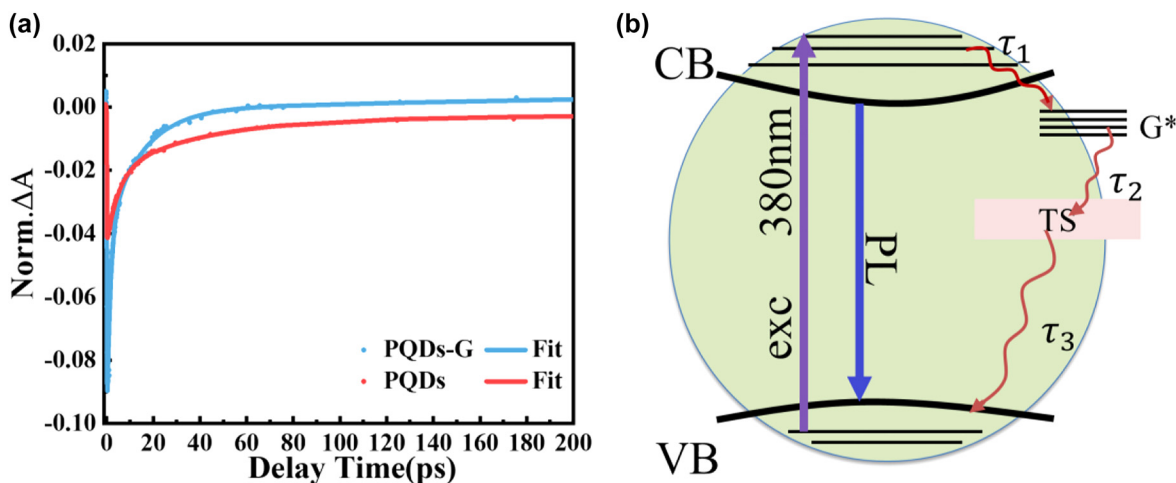 (a)
0.02
0.00
-0.02
-0.04
-0.06
-0.08
-0.10
Norm.ΔA
PQDs-G Fit
PQDs Fit
0 20 40 60 80 100 120 140 160 180 200
Delay Time(ps)
(b)
CB
τ1
G*
380nm
τ2
TS
PL
exc
τ3
VB